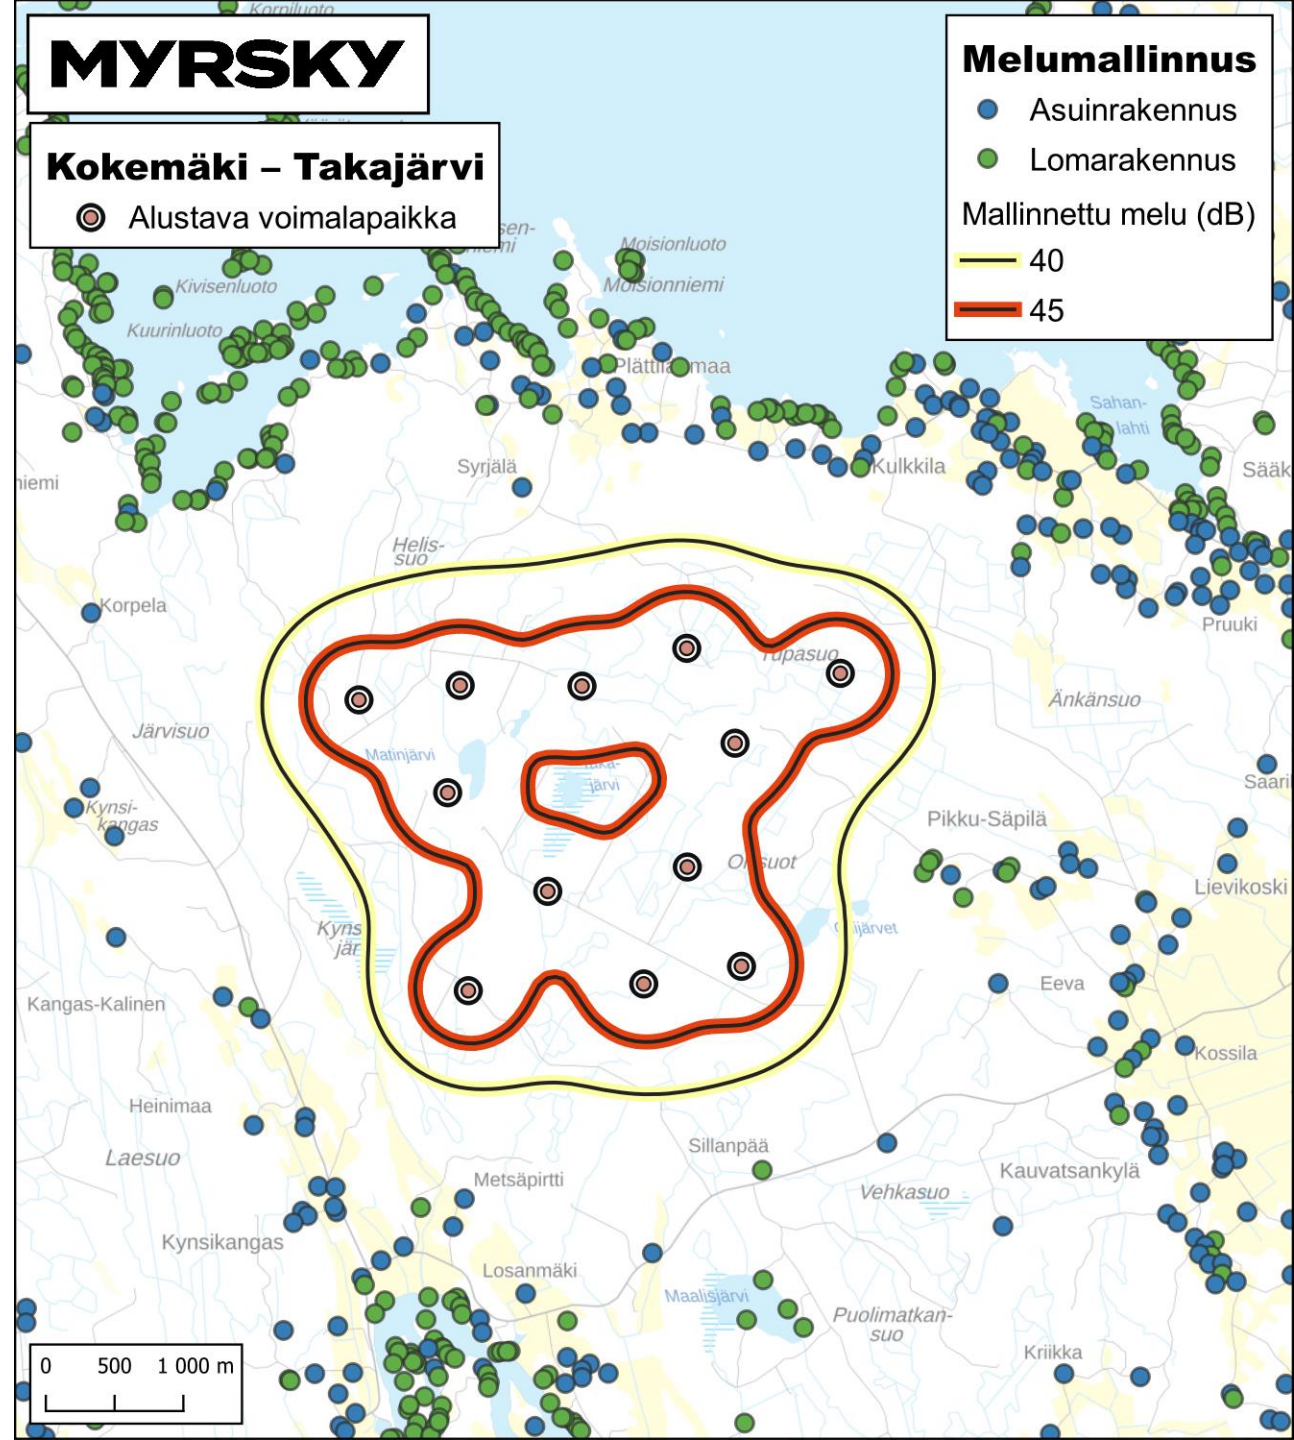 Korpiluoto
MYRSKY
Melumallinnus
Asuinrakennus
Lomarakennus
Mallinnettu melu (dB)
40
45
Kokemäki – Takajärvi
Alustava voimalapaikka
Moisionluoto
Moisionniemi
Kivisenluoto
Kuurinluoto
Sahan-
lahti
Syrjälä
Kulkkila
Helis-
suo
Korpela
Pruuki
Änkänsuo
Järvisuo
Matinjärvi
järvi
Kynsi-
kangas
Pikku-Säpilä
Lievikoski
Kangas-Kalinen
Eeva
Kossila
Heinimaa
Laesuo
Sillanpää
Metsäpirtti
Kauvatsankylä
Vehkasuo
Kynsikangas
Losanmäki
Maalisjärvi
Puolimatkan-
suo
Kriikka
0 500 1 000 m